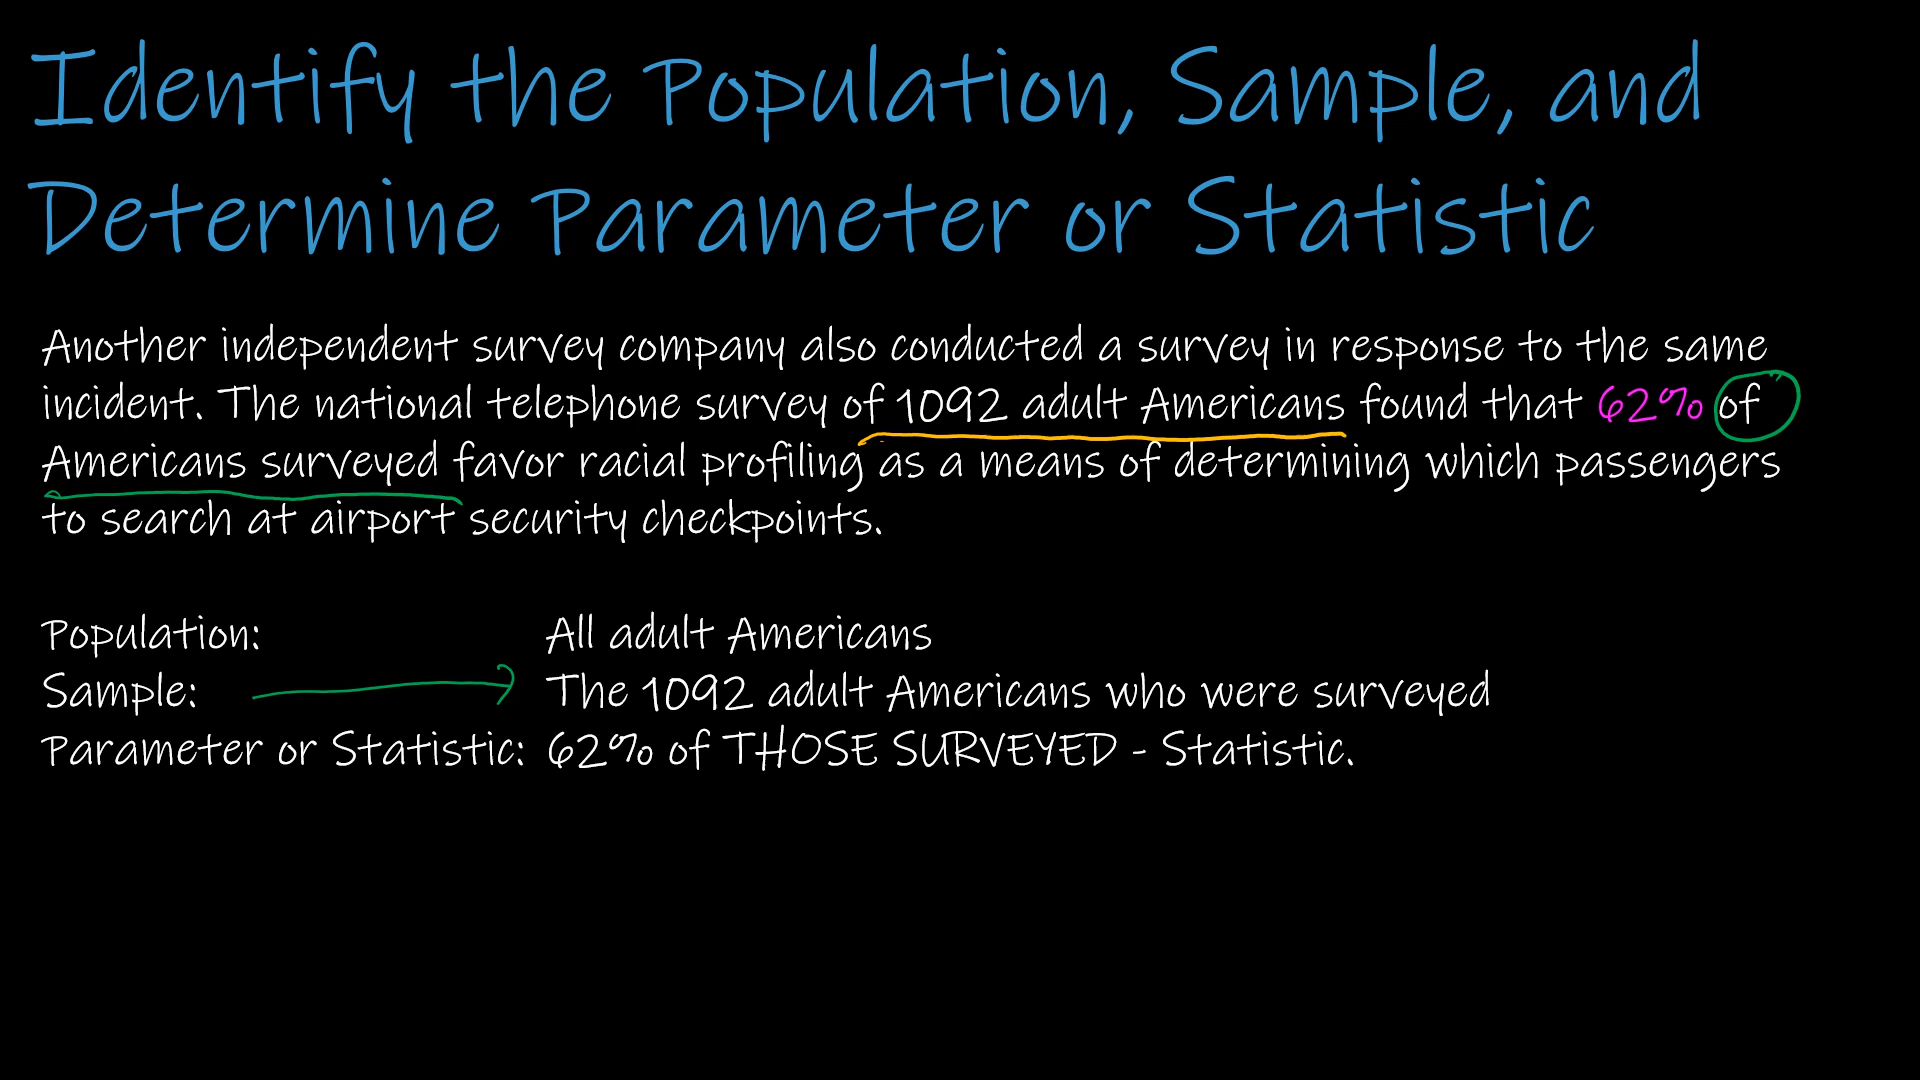 Identify the Population, Sample, and
Determine Parameter or Statistic
Another independent survey company also conducted a survey in response to the same
incident. The national telephone survey of 1092 adult Americans found that 62% of
Americans surveyed favor racial profiling as a means of determining which passengers
to search at airport security checkpoints.
Population: All adult Americans
Sample: The 1092 adult Americans who were surveyed
Parameter or Statistic: 62% of THOSE SURVEYED - Statistic.